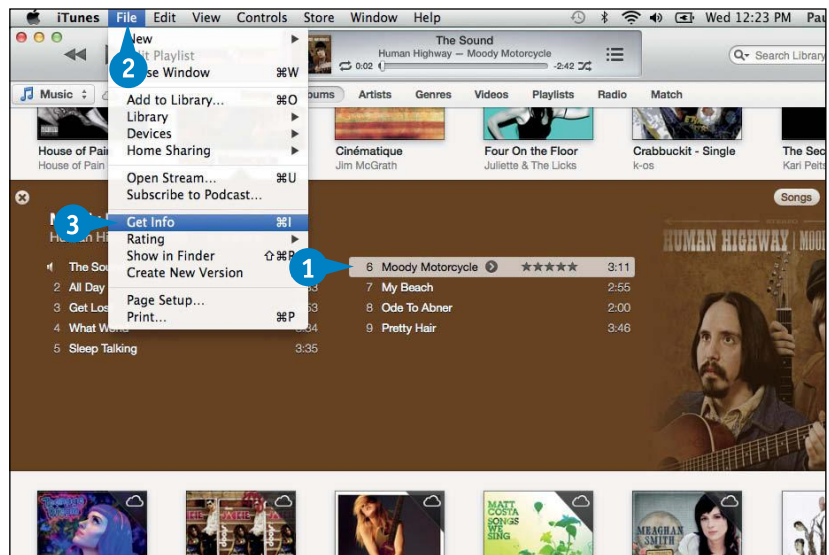 iTunes File Edit View Controls Store Window Help Wed 12:23 PM
New
Playlist
2
Window ⌘W
Add to Library... ⌘O
Library
Devices
Home Sharing
Open Stream... ⌘U
Subscribe to Podcast...
3
Get Info ⌘I
Rating
Show in Finder
Create New Version
Page Setup...
Print... ⌘P
The Sound
Human Highway — Moody Motorcycle
0:02 -2:42
Search Library
Music Artists Genres Videos Playlists Radio Match
House of Pain
House of Pain
Cinématique
Jim McGrath
Four On the Floor
Juliette & The Licks
Crabbuckit - Single
k-os
The
Kari
Songs
HUMAN HIGHWAY
1
The
2 All Day
3 Get
4 What
5 Sleep Talking 3:35
6 Moody Motorcycle ★★★★★ 3:11
7 My Beach 2:55
8 Ode To Abner 2:00
9 Pretty Hair 3:46
MATT
COSTA
SONGS
WE
SING
MEAGHAN
SMITH